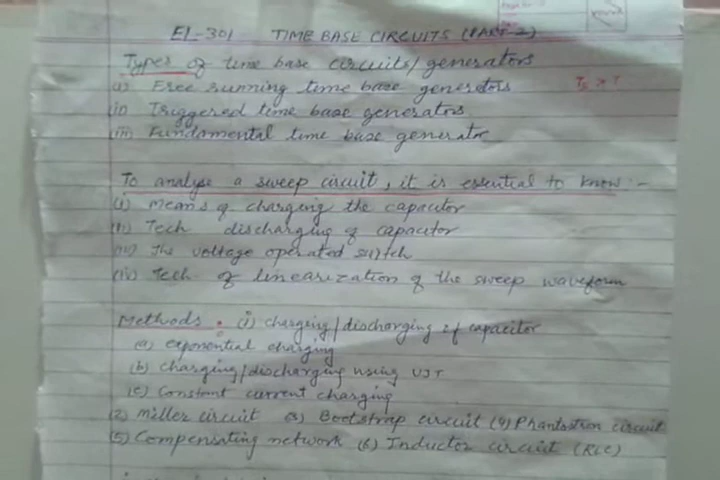 EL-301 TIME BASE CIRCUITS (PART-2)
Types of time base circuits/generators
(i) Free running time base generators Ts > T
(ii) Triggered time base generators
(iii) Fundamental time base generator
To analyse a sweep circuit, it is essential to know:-
(i) Means of charging the capacitor
(ii) Tech discharging of capacitor
(iii) The voltage operated switch
(iv) Tech of linearization of the sweep waveform
Methods : (1) charging/discharging of capacitor
(a) exponential charging
(b) charging/discharging using UJT
(c) Constant current charging
(2) Miller circuit (3) Bootstrap circuit (4) Phantastron circuit
(5) Compensating network (6) Inductor circuit (RLC)